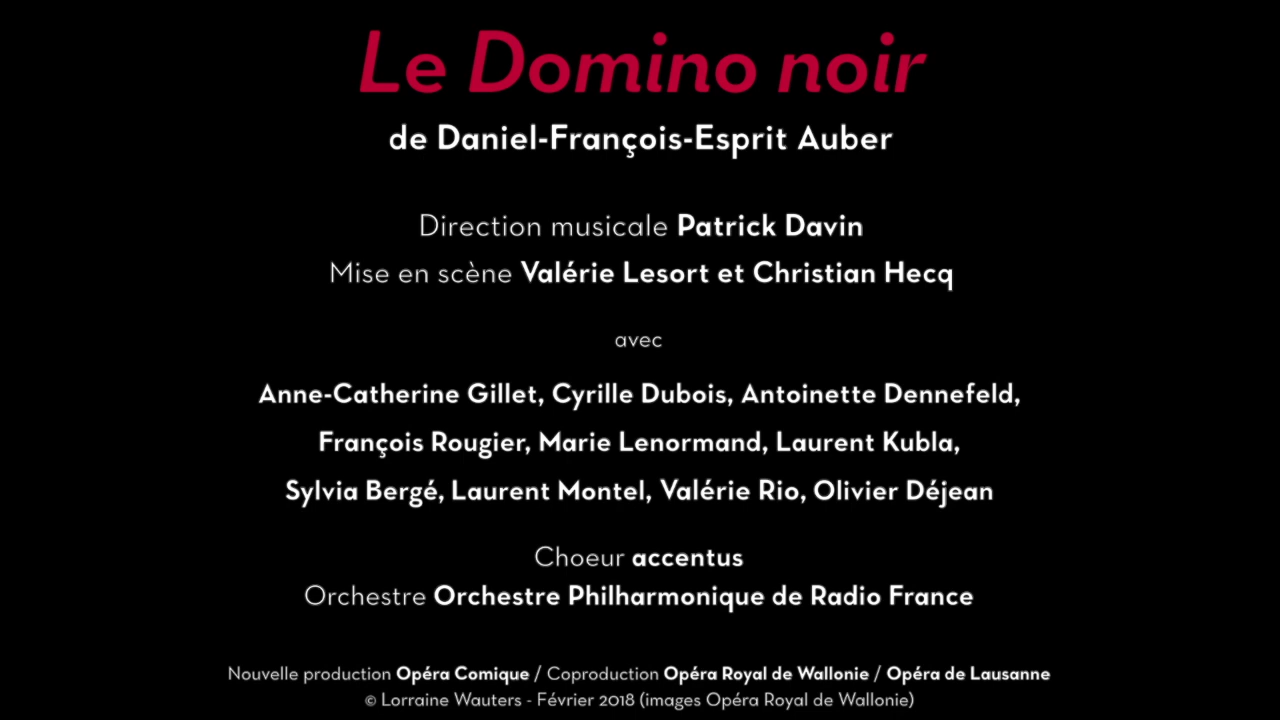 Le Domino noir
de Daniel-François-Esprit Auber
Direction musicale Patrick Davin
Mise en scène Valérie Lesort et Christian Hecq
avec
Anne-Catherine Gillet, Cyrille Dubois, Antoinette Dennefeld,
François Rougier, Marie Lenormand, Laurent Kubla,
Sylvia Bergé, Laurent Montel, Valérie Rio, Olivier Déjean
Choeur accentus
Orchestre Orchestre Philharmonique de Radio France
Nouvelle production Opéra Comique / Coproduction Opéra Royal de Wallonie / Opéra de Lausanne
© Lorraine Wauters - Février 2018 (images Opéra Royal de Wallonie)